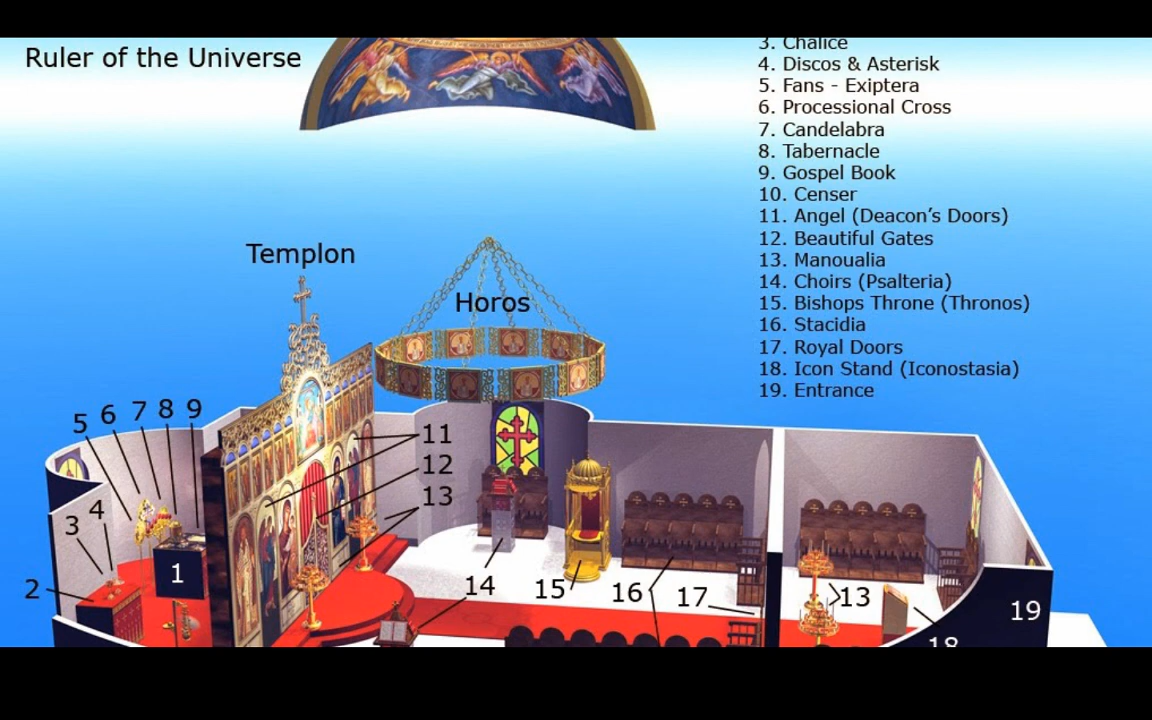 Ruler of the Universe
3. Chalice
4. Discos & Asterisk
5. Fans - Exiptera
6. Processional Cross
7. Candelabra
8. Tabernacle
9. Gospel Book
10. Censer
11. Angel (Deacon's Doors)
12. Beautiful Gates
13. Manoualia
14. Choirs (Psalteria)
15. Bishops Throne (Thronos)
16. Stacidia
17. Royal Doors
18. Icon Stand (Iconostasia)
19. Entrance
Templon
Horos
5 6 7 8 9
11
12
13
3 4
1
2
14 15 16 17 13
19
18